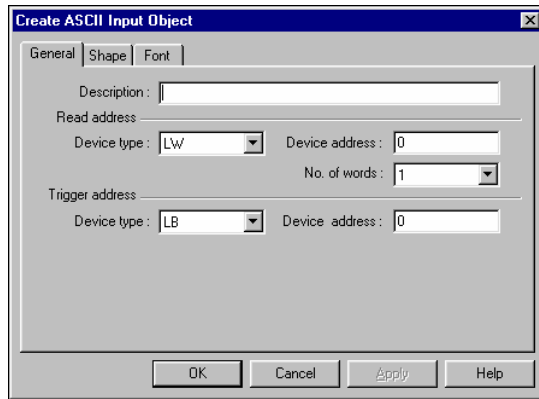 Create ASCII Input Object
General Shape Font
Description :
Read address
Device type : LW Device address : 0
No. of words : 1
Trigger address
Device type : LB Device address : 0
OK Cancel Apply Help